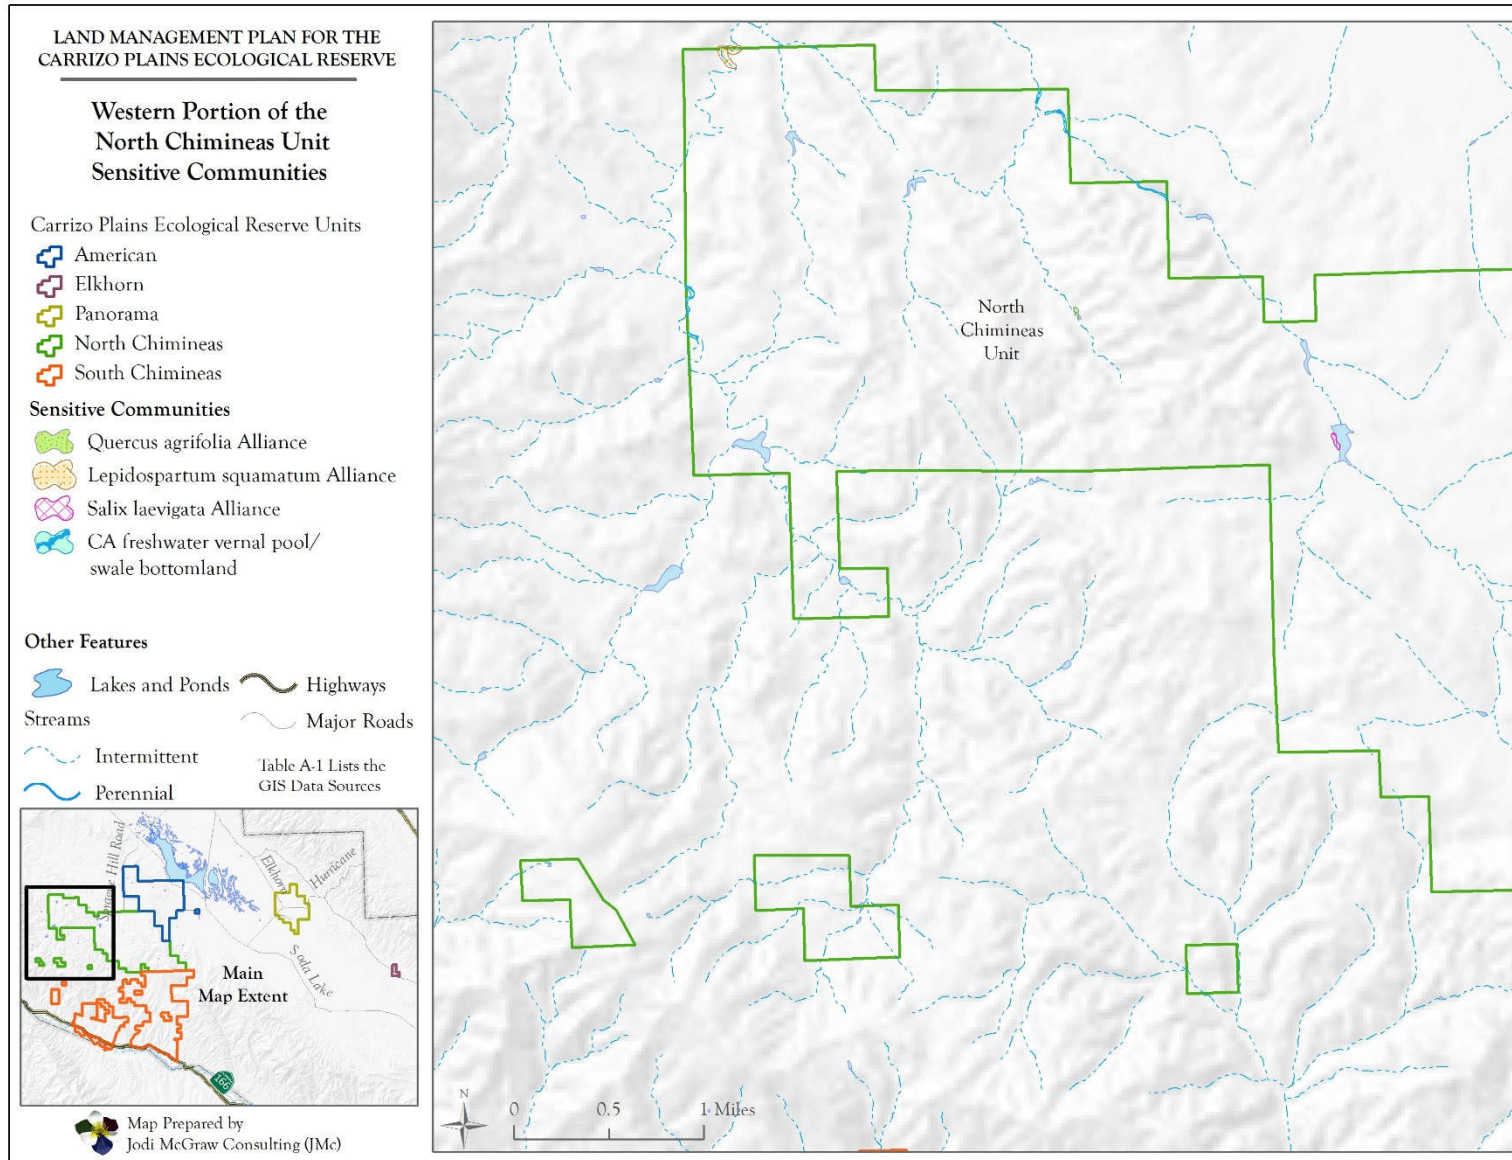 LAND MANAGEMENT PLAN FOR THE
CARRIZO PLAINS ECOLOGICAL RESERVE
Western Portion of the
North Chimineas Unit
Sensitive Communities
Carrizo Plains Ecological Reserve Units
American
Elkhorn
Panorama
North Chimineas
South Chimineas
Sensitive Communities
Quercus agrifolia Alliance
Lepidospartum squamatum Alliance
Salix laevigata Alliance
CA freshwater vernal pool/
swale bottomland
Other Features
Lakes and Ponds
Highways
Streams
Major Roads
Intermittent
Perennial
Table A-1 Lists the
GIS Data Sources
Hill Road
Elkhorn
Hurricane
Soda Lake
Main
Map Extent
166
Map Prepared by
Jodi McGraw Consulting (JMc)
North
Chimineas
Unit
N
0 0.5 1 Miles